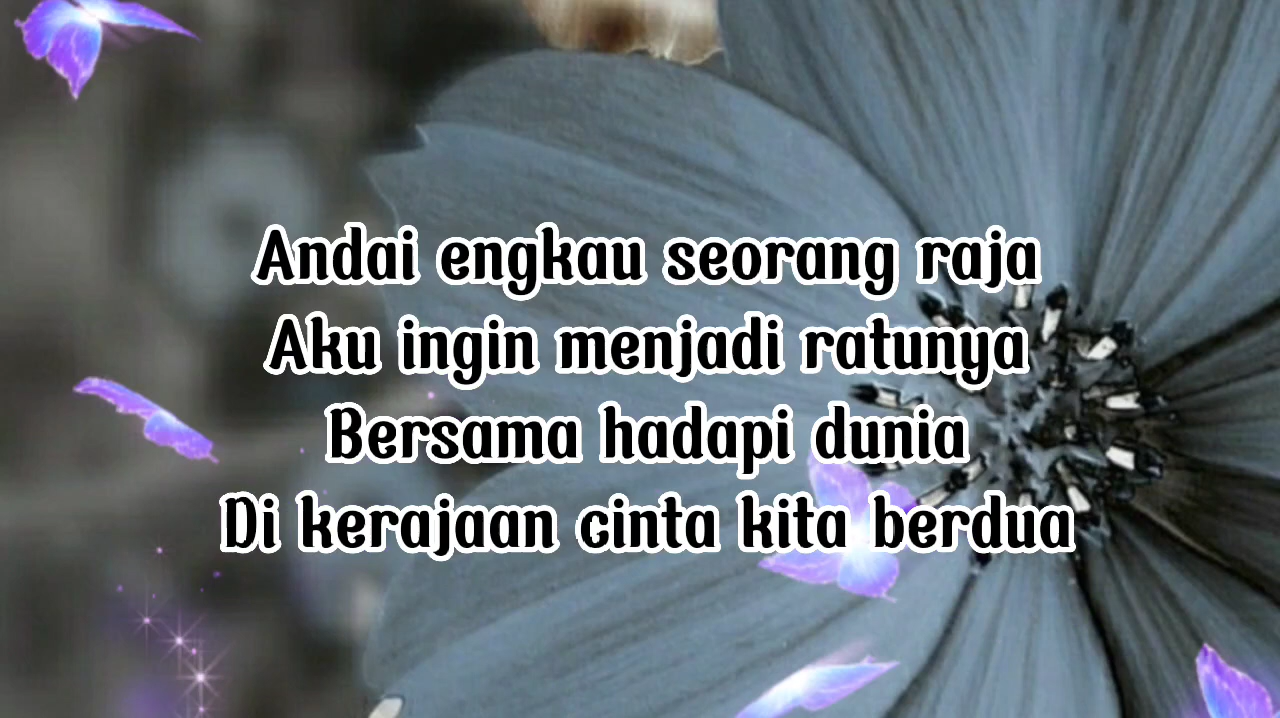 Andai engkau seorang raja
Aku ingin menjadi ratunya
Bersama hadapi dunia
Di kerajaan cinta kita berdua